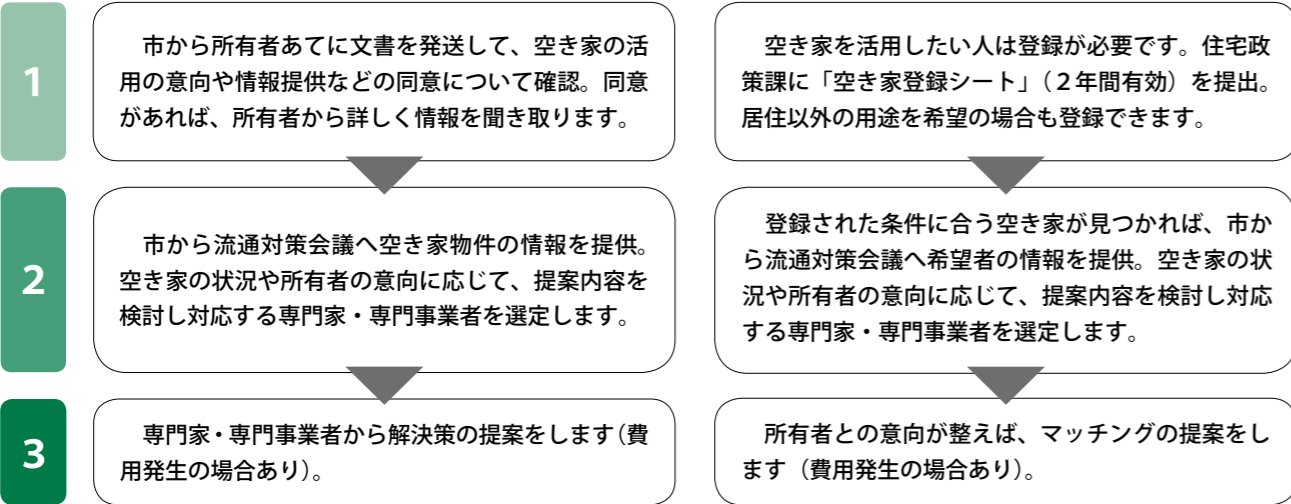 1
市から所有者あてに文書を発送して、空き家の活
用の意向や情報提供などの同意について確認。同意
があれば、所有者から詳しく情報を聞き取ります。
空き家を活用したい人は登録が必要です。住宅政
策課に「空き家登録シート」（２年間有効）を提出。
居住以外の用途を希望の場合も登録できます。
2
市から流通対策会議へ空き家物件の情報を提供。
空き家の状況や所有者の意向に応じて、提案内容を
検討し対応する専門家・専門事業者を選定します。
登録された条件に合う空き家が見つかれば、市か
ら流通対策会議へ希望者の情報を提供。空き家の状
況や所有者の意向に応じて、提案内容を検討し対応
する専門家・専門事業者を選定します。
3
専門家・専門事業者から解決策の提案をします（費
用発生の場合あり）。
所有者との意向が整えば、マッチングの提案をし
ます（費用発生の場合あり）。